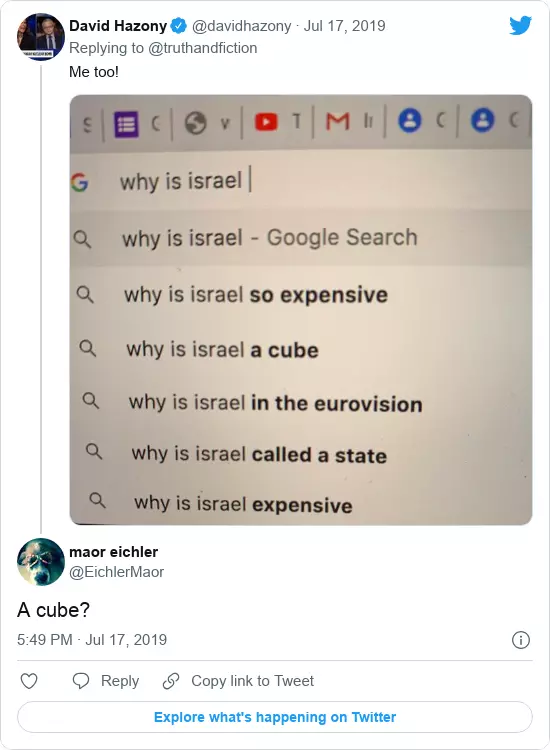 David Hazony @davidhazony · Jul 17, 2019
Replying to @truthandfiction
Me too!
why is israel
why is israel - Google Search
why is israel so expensive
why is israel a cube
why is israel in the eurovision
why is israel called a state
why is israel expensive
maor eichler
@EichlerMaor
A cube?
5:49 PM · Jul 17, 2019
Reply Copy link to Tweet
Explore what's happening on Twitter